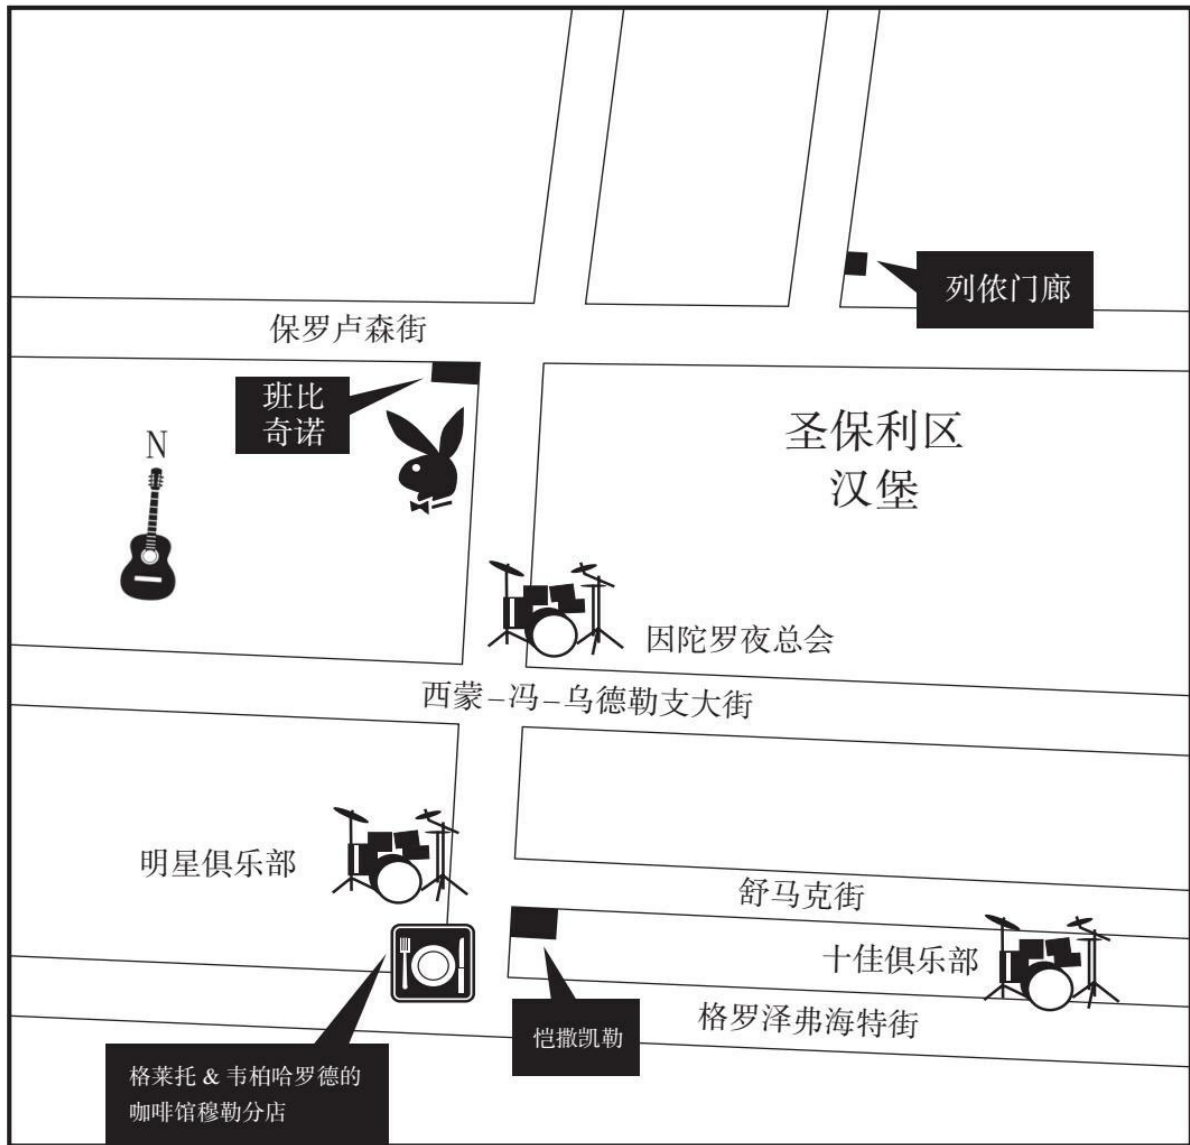 列侬门廊
保罗卢森街
班比
奇诺
圣保利区
汉堡
N
因陀罗夜总会
西蒙–冯–乌德勒支大街
明星俱乐部
舒马克街
十佳俱乐部
格罗泽弗海特街
恺撒凯勒
格莱托 & 韦柏哈罗德的
咖啡馆穆勒分店